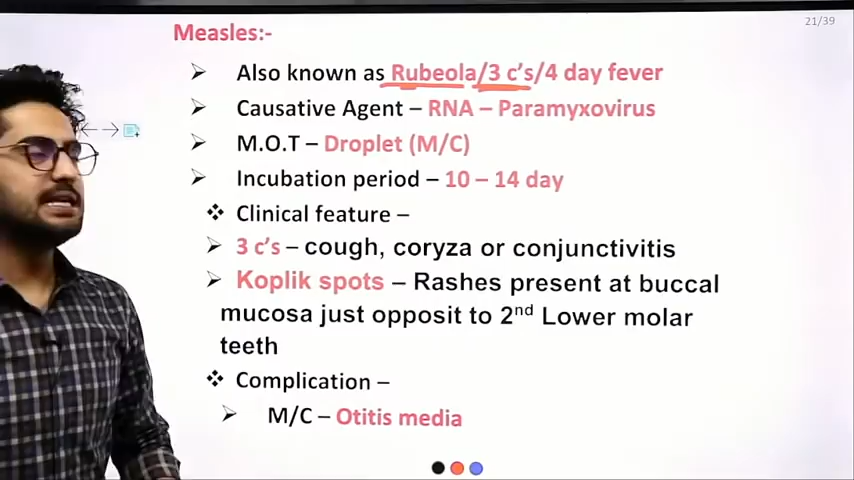 21/39
Measles:-
➢ Also known as Rubeola/3 c's/4 day fever
➢ Causative Agent – RNA – Paramyxovirus
➢ M.O.T – Droplet (M/C)
➢ Incubation period – 10 – 14 day
❖ Clinical feature –
➢ 3 c's – cough, coryza or conjunctivitis
➢ Koplik spots – Rashes present at buccal
mucosa just opposit to 2nd Lower molar
teeth
❖ Complication –
➢ M/C – Otitis media